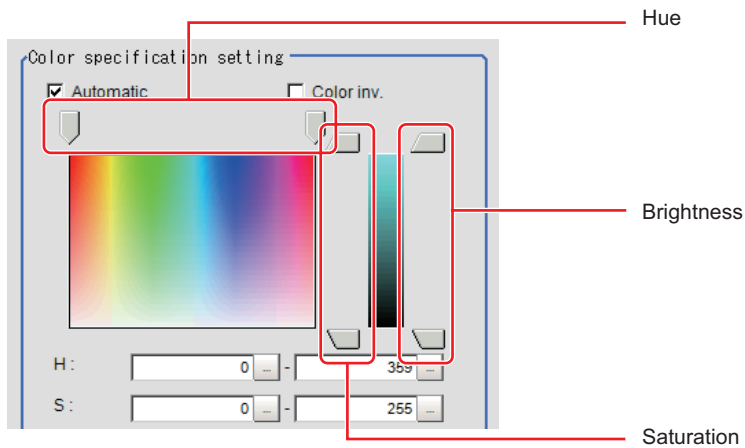 Hue
Color specification setting
Automatic
Color inv.
Brightness
H :
0 ... - 359 ...
S :
0 ... - 255 ...
Saturation